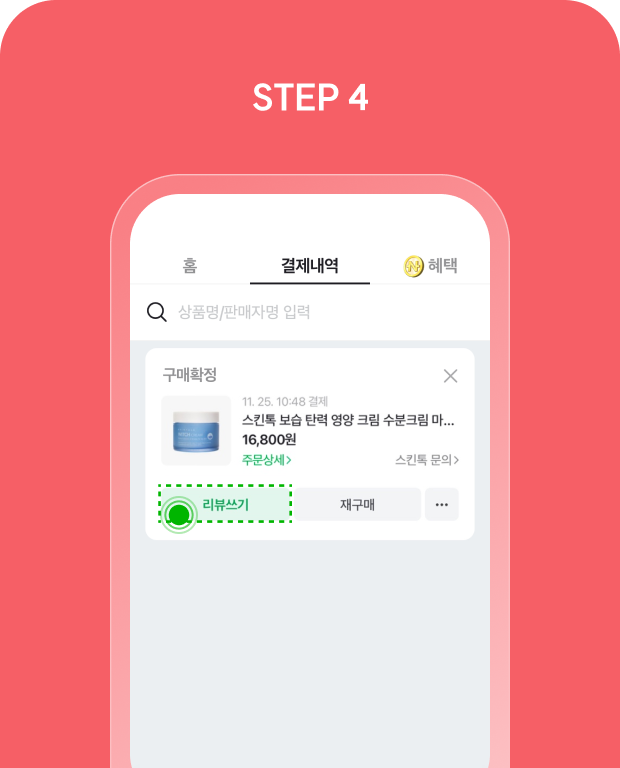 STEP 4
홈 결제내역 N 혜택
상품명/판매자명 입력
구매확정
11. 25. 10:48 결제
스킨톡 보습 탄력 영양 크림 수분크림 마...
16,800원
주문상세> 스킨톡 문의>
리뷰쓰기 재구매 ...